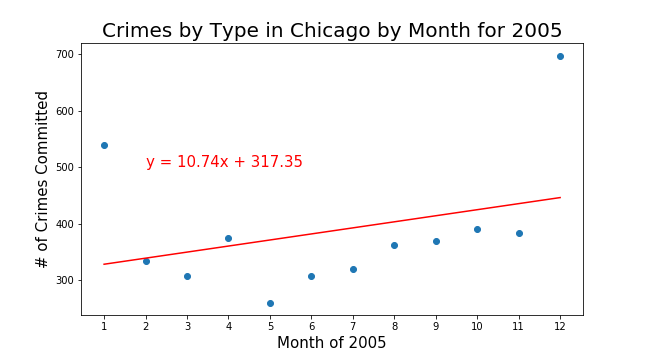 Crimes by Type in Chicago by Month for 2005
# of Crimes Committed
700
600
500
400
300
y = 10.74x + 317.35
1 2 3 4 5 6 7 8 9 10 11 12
Month of 2005